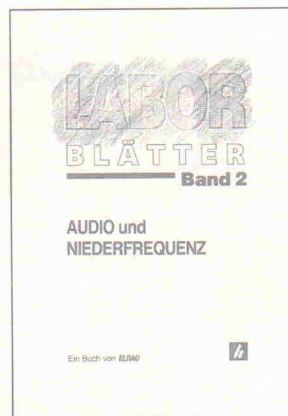 LABOR
BLÄTTER
Band 2
AUDIO und
NIEDERFREQUENZ
Ein Buch von ELRAD
h